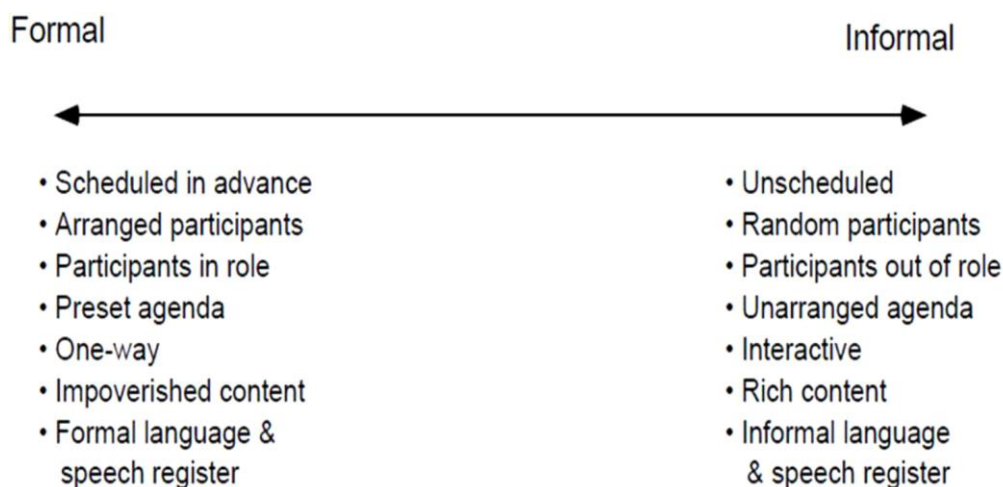 Formal
Informal
• Scheduled in advance
• Arranged participants
• Participants in role
• Preset agenda
• One-way
• Impoverished content
• Formal language &
speech register
• Unscheduled
• Random participants
• Participants out of role
• Unarranged agenda
• Interactive
• Rich content
• Informal language
& speech register